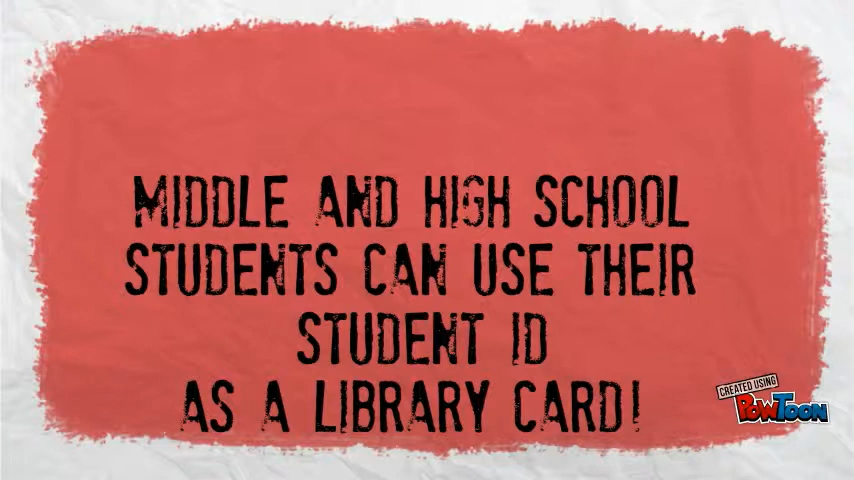 MIDDLE AND HIGH SCHOOL
STUDENTS CAN USE THEIR
STUDENT ID
AS A LIBRARY CARD!
CREATED USING
POWTOON